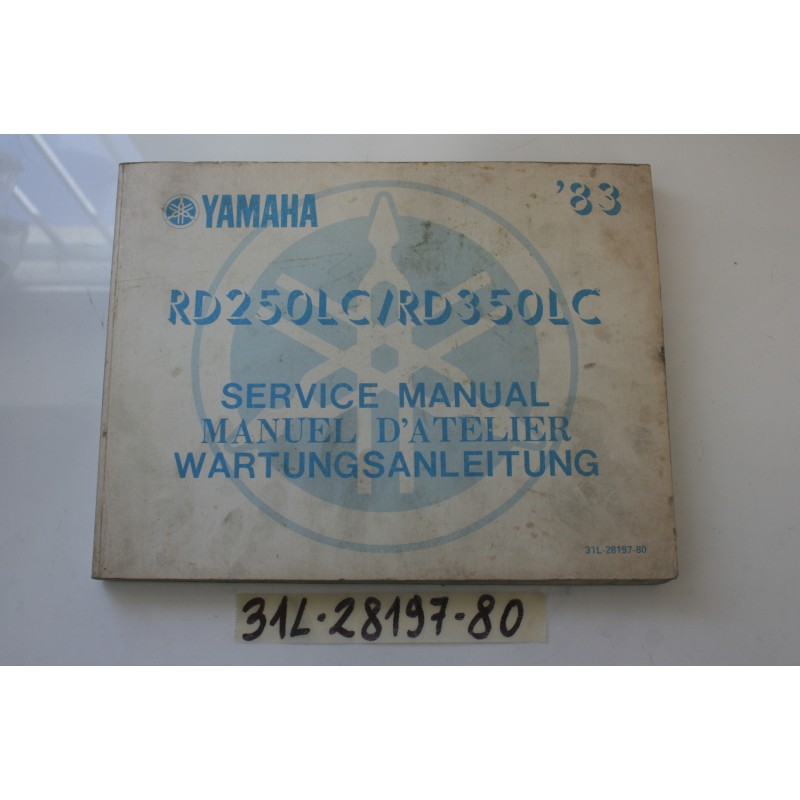 YAMAHA
'83
RD250LC/RD350LC
SERVICE MANUAL
MANUEL D'ATELIER
WARTUNGSANLEITUNG
31L-28197-80
31L-28197-80